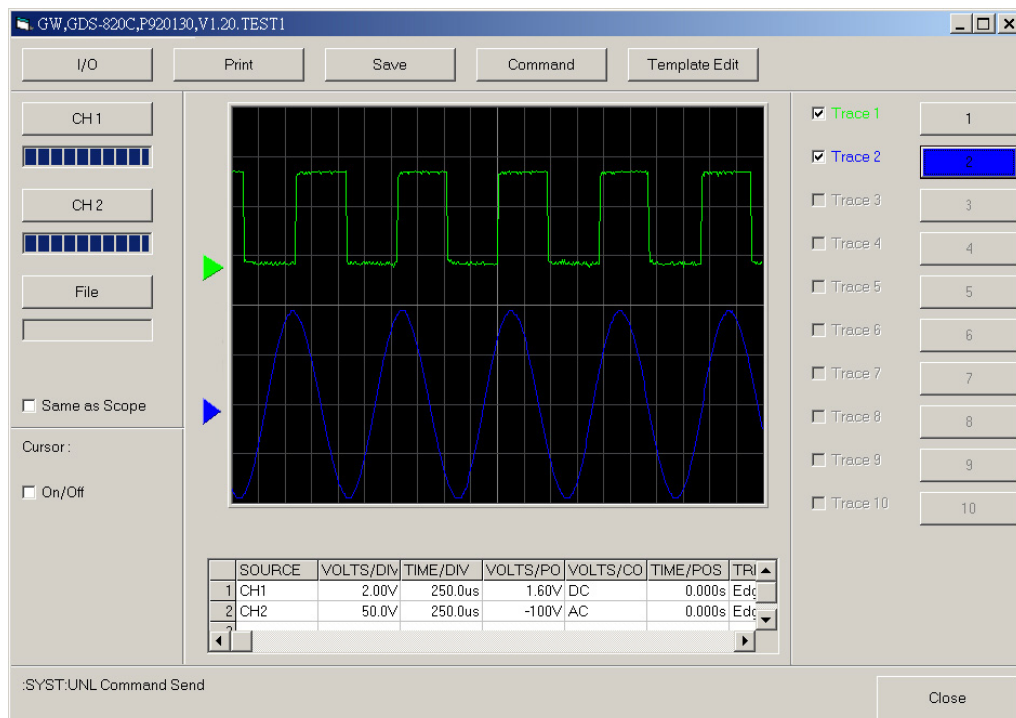 GW,GDS-820C,P920130,V1.20.TEST1
I/O Print Save Command Template Edit
CH 1
CH 2
File
Same as Scope
Cursor :
On/Off
Trace 1 1
Trace 2 2
Trace 3 3
Trace 4 4
Trace 5 5
Trace 6 6
Trace 7 7
Trace 8 8
Trace 9 9
Trace 10 10
SOURCE VOLTS/DIV TIME/DIV VOLTS/PO VOLTS/CO TIME/POS TRI
1 CH1 2.00V 250.0us 1.60V DC 0.000s Edg
2 CH2 50.0V 250.0us -100V AC 0.000s Edg
:SYST:UNL Command Send
Close